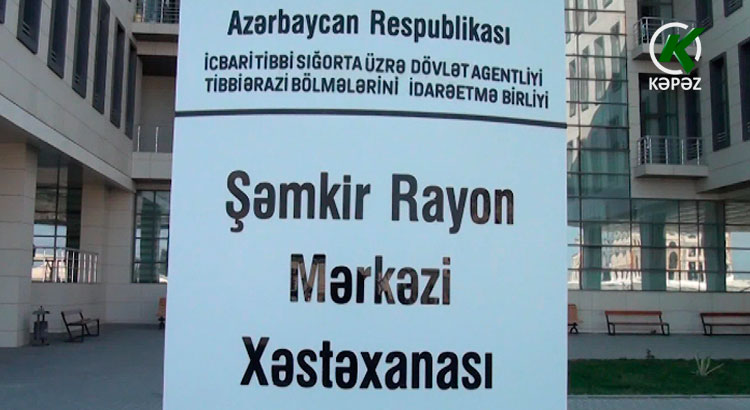 Azərbaycan Respublikası
İCBARİ TİBBİ SIĞORTA ÜZRƏ DÖVLƏT AGENTLİYİ
TİBBİ ƏRAZİ BÖLMƏLƏRİNİ İDARƏETMƏ BİRLİYİ
Şəmkir Rayon
Mərkəzi
Xəstəxanası
KƏPƏZ